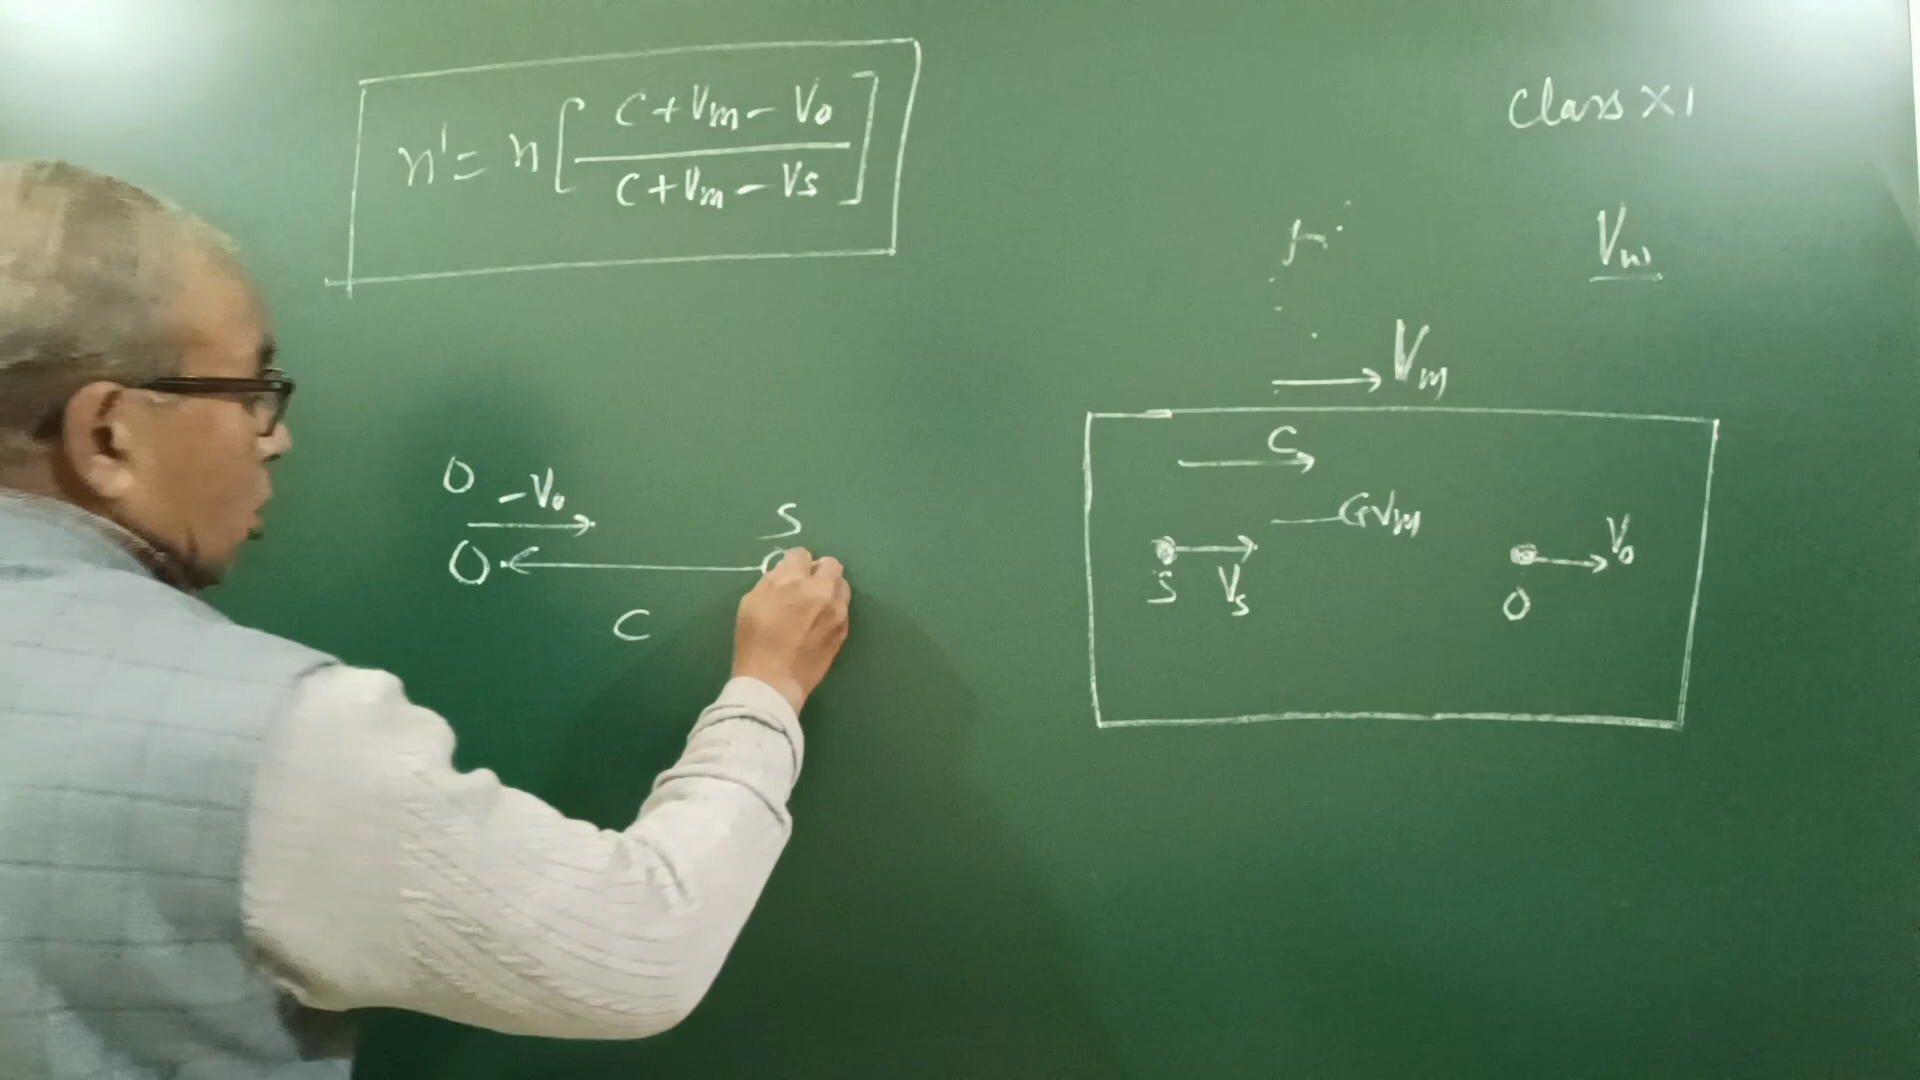 n' = n [ C + Vm - Vo / C + Vm - Vs ]
Class XI
Vm
Vm
C
C+Vm
S
Vs
Vo
O
O
-Vo
S
C